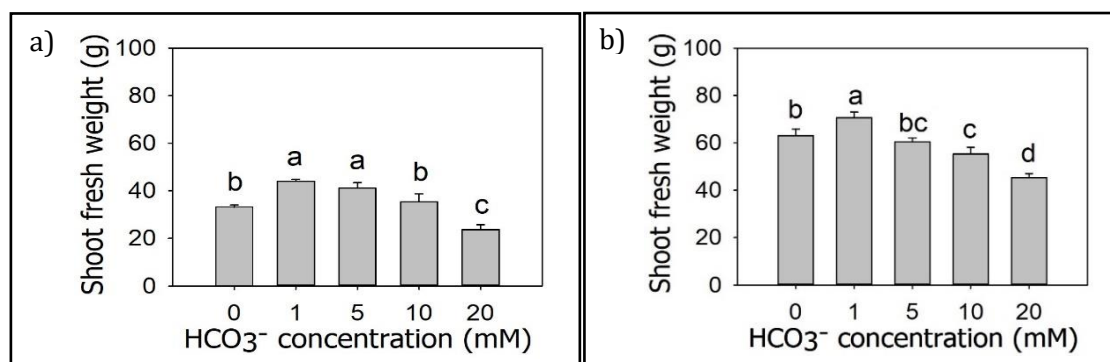 a)
Shoot fresh weight (g)
100
80
60
40
20
0
b
a
a
b
c
0 1 5 10 20
HCO3⁻ concentration (mM)
b)
Shoot fresh weight (g)
100
80
60
40
20
0
b
a
bc
c
d
0 1 5 10 20
HCO3⁻ concentration (mM)